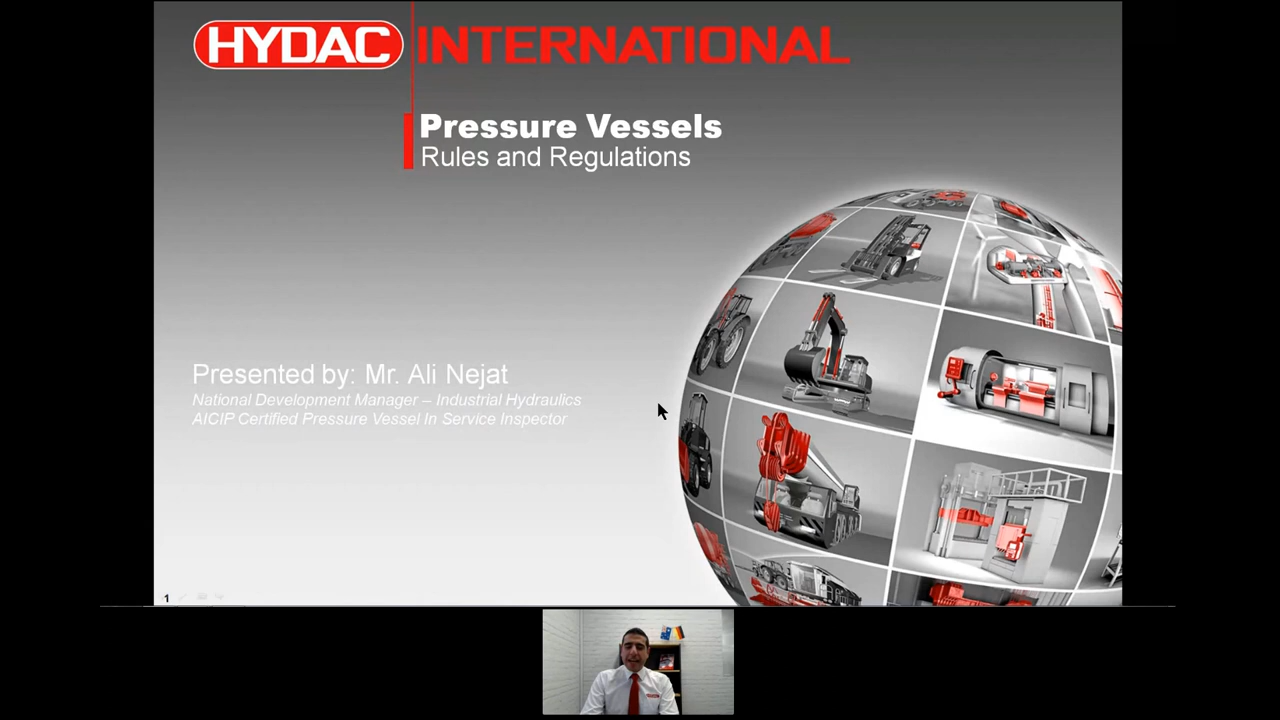 HYDAC INTERNATIONAL
Pressure Vessels
Rules and Regulations
Presented by: Mr. Ali Nejat
National Development Manager – Industrial Hydraulics
AICIP Certified Pressure Vessel In Service Inspector
1